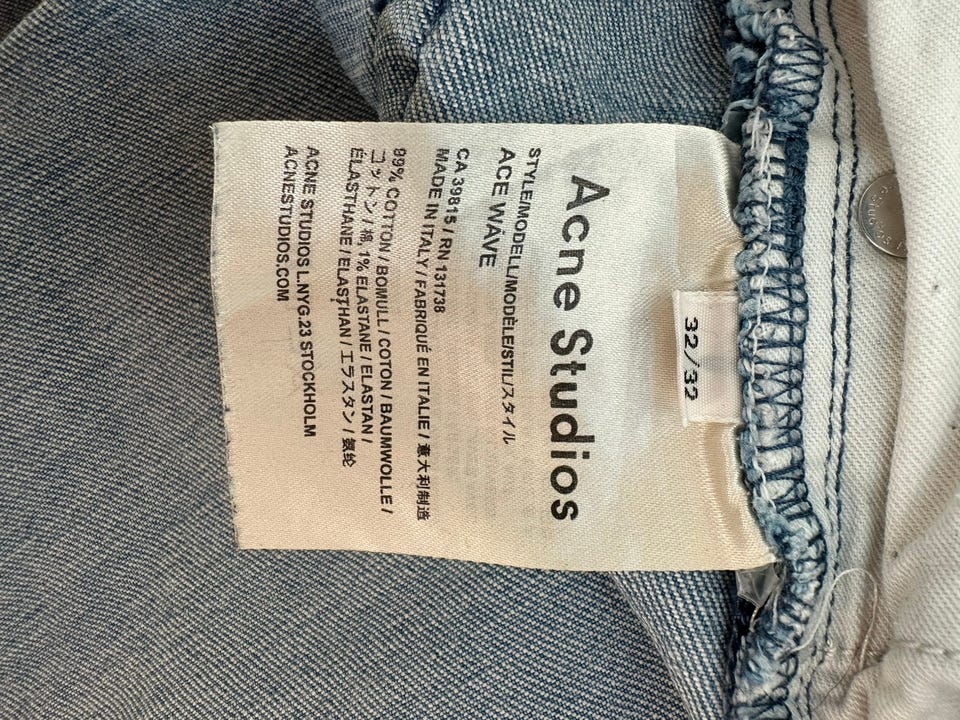 32/32
Acne Studios
STYLE/MODELL/MODÈLE/STIL/スタイル
ACE WAVE
CA 39815 / RN 131738
MADE IN ITALY / FABRIQUÉ EN ITALIE / 意大利制造
99% COTTON / BOMULL / COTON / BAUMWOLLE /
コットン / 棉, 1% ELASTANE / ELASTAN /
ÉLASTHANE / ELASTHAN / エラスタン / 氨纶
ACNE STUDIOS L.NYG.23 STOCKHOLM
ACNESTUDIOS.COM